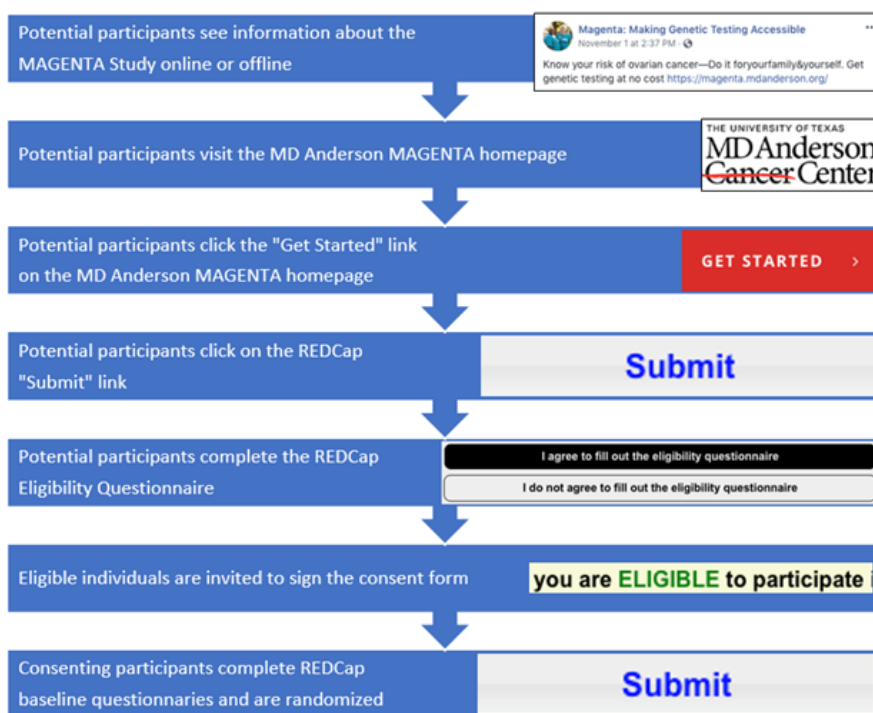 Potential participants see information about the
MAGENTA Study online or offline
Magenta: Making Genetic Testing Accessible
November 1 at 2:37 PM ·
Know your risk of ovarian cancer—Do it foryourfamily&yourself. Get
genetic testing at no cost https://magenta.mdanderson.org/
Potential participants visit the MD Anderson MAGENTA homepage
THE UNIVERSITY OF TEXAS
MD Anderson
Cancer Center
Potential participants click the "Get Started" link
on the MD Anderson MAGENTA homepage
GET STARTED >
Potential participants click on the REDCap
"Submit" link
Submit
Potential participants complete the REDCap
Eligibility Questionnaire
I agree to fill out the eligibility questionnaire
I do not agree to fill out the eligibility questionnaire
Eligible individuals are invited to sign the consent form
you are ELIGIBLE to participate i
Consenting participants complete REDCap
baseline questionnaries and are randomized
Submit